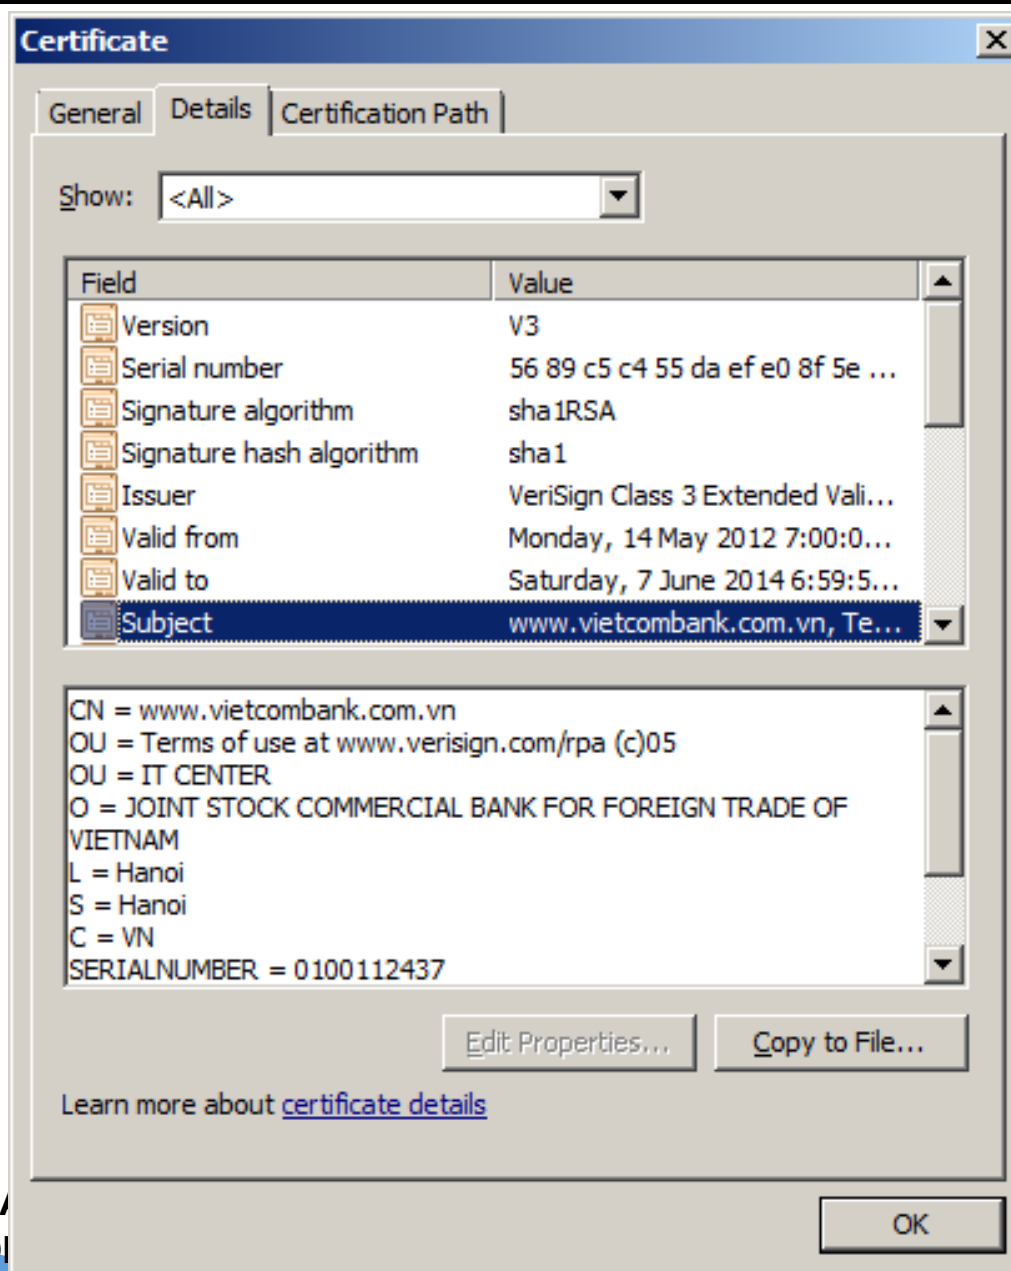 Certificate
General Details Certification Path
Show: <All>
Field Value
Version V3
Serial number 56 89 c5 c4 55 da ef e0 8f 5e ...
Signature algorithm sha1RSA
Signature hash algorithm sha1
Issuer VeriSign Class 3 Extended Vali...
Valid from Monday, 14 May 2012 7:00:0...
Valid to Saturday, 7 June 2014 6:59:5...
Subject www.vietcombank.com.vn, Te...
CN = www.vietcombank.com.vn
OU = Terms of use at www.verisign.com/rpa (c)05
OU = IT CENTER
O = JOINT STOCK COMMERCIAL BANK FOR FOREIGN TRADE OF
VIETNAM
L = Hanoi
S = Hanoi
C = VN
SERIALNUMBER = 0100112437
Edit Properties... Copy to File...
Learn more about certificate details
OK